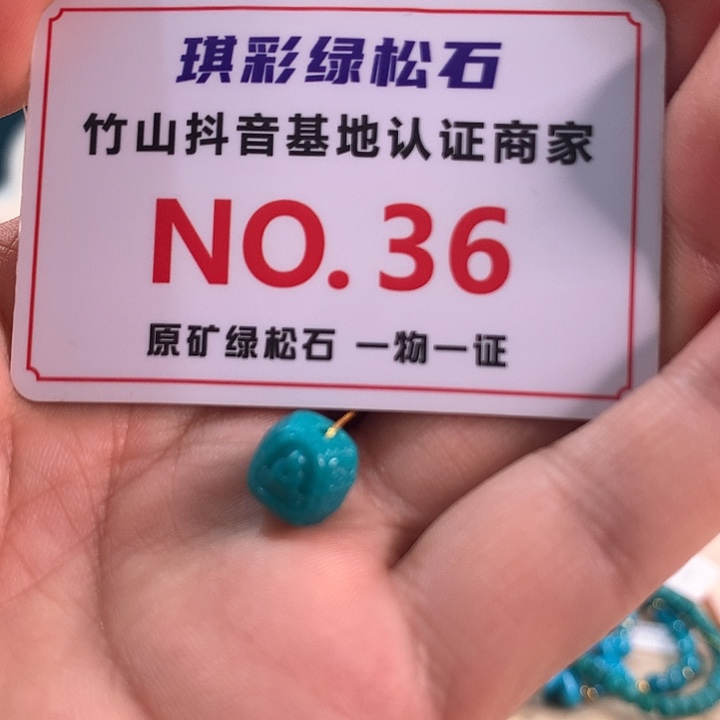 琪彩绿松石
竹山抖音基地认证商家
NO. 36
原矿绿松石 一物一证